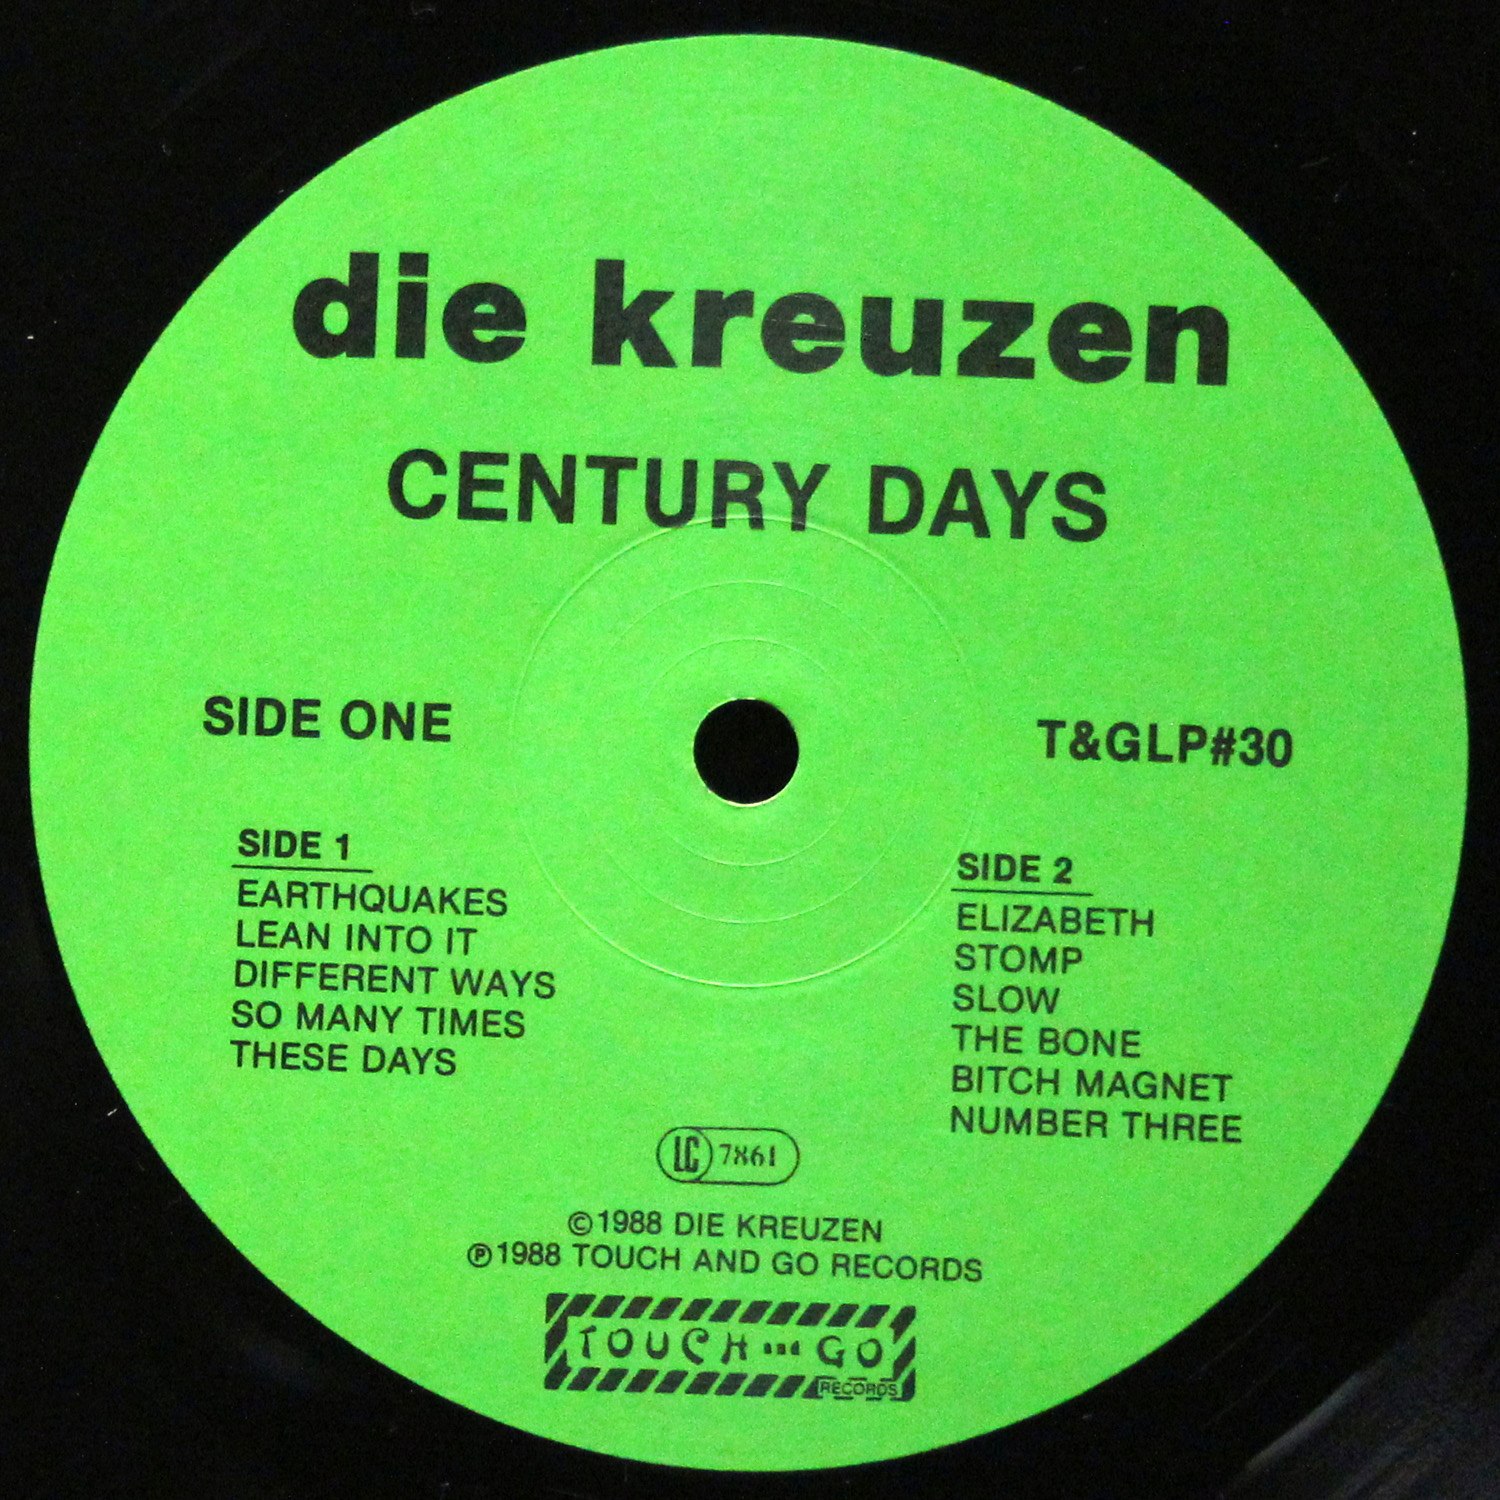 die kreuzen
CENTURY DAYS
SIDE ONE
T&GLP#30
SIDE 1
EARTHQUAKES
LEAN INTO IT
DIFFERENT WAYS
SO MANY TIMES
THESE DAYS
SIDE 2
ELIZABETH
STOMP
SLOW
THE BONE
BITCH MAGNET
NUMBER THREE
LC 7861
©1988 DIE KREUZEN
℗1988 TOUCH AND GO RECORDS
TOUCH and GO
RECORDS